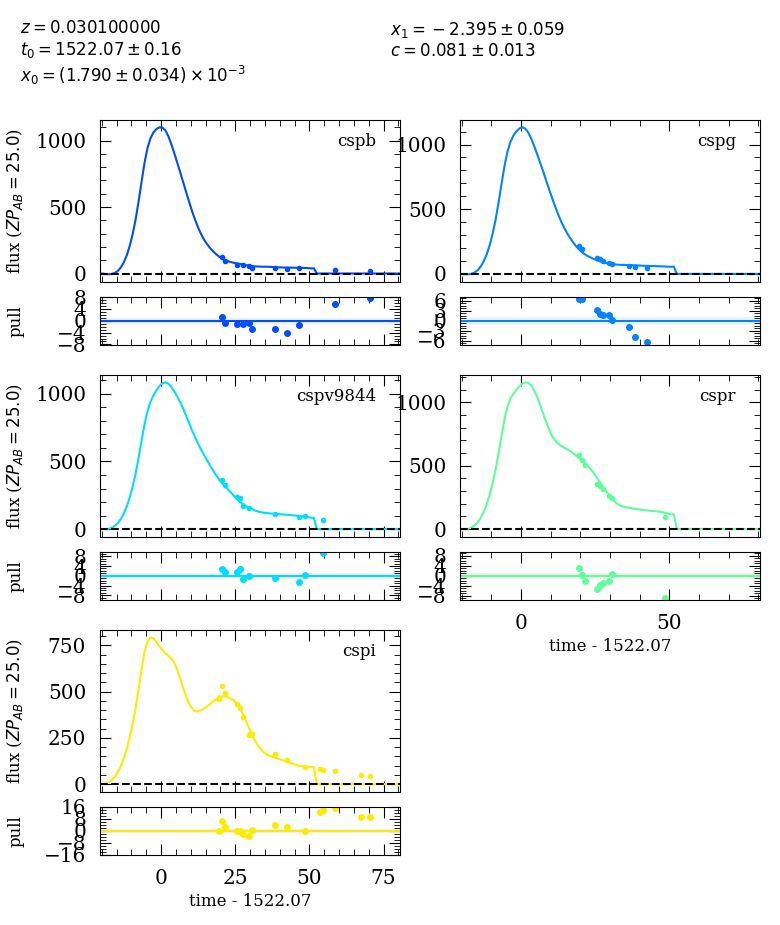 z = 0.030100000
t₀ = 1522.07 ± 0.16
x₀ = (1.790 ± 0.034) × 10⁻³
x₁ = −2.395 ± 0.059
c = 0.081 ± 0.013
cspb
1000
500
0
flux (ZP_AB = 25.0)
8
4
0
−4
−8
pull
cspg
1000
500
0
6
3
0
−3
−6
cspv9844
1000
500
0
flux (ZP_AB = 25.0)
8
4
0
−4
−8
pull
cspr
1000
500
0
8
4
0
−4
−8
0 50
time - 1522.07
cspi
750
500
250
0
flux (ZP_AB = 25.0)
16
8
0
−8
−16
pull
0 25 50 75
time - 1522.07